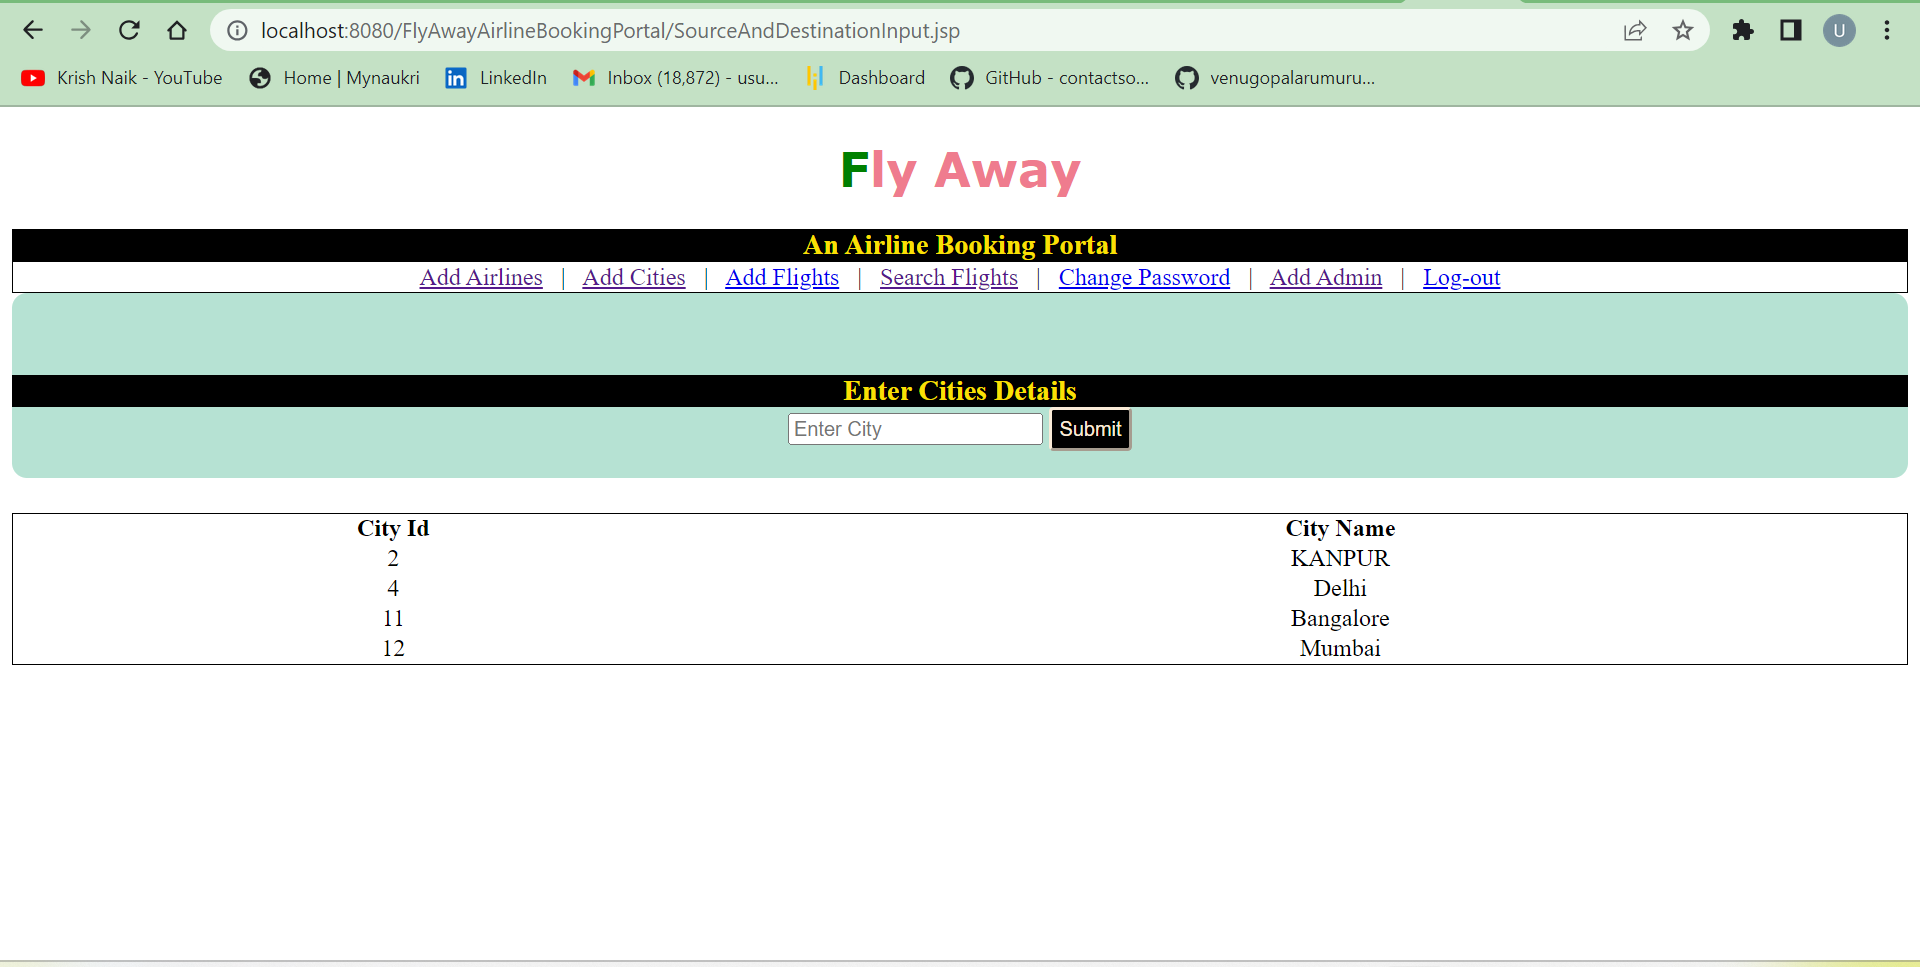 localhost:8080/FlyAwayAirlineBookingPortal/SourceAndDestinationInput.jsp
U
Krish Naik - YouTube Home | Mynaukri LinkedIn Inbox (18,872) - usu... Dashboard GitHub - contactso... venugopalarumuru...
Fly Away
An Airline Booking Portal
Add Airlines | Add Cities | Add Flights | Search Flights | Change Password | Add Admin | Log-out
Enter Cities Details
Enter City Submit
City Id City Name
2 KANPUR
4 Delhi
11 Bangalore
12 Mumbai